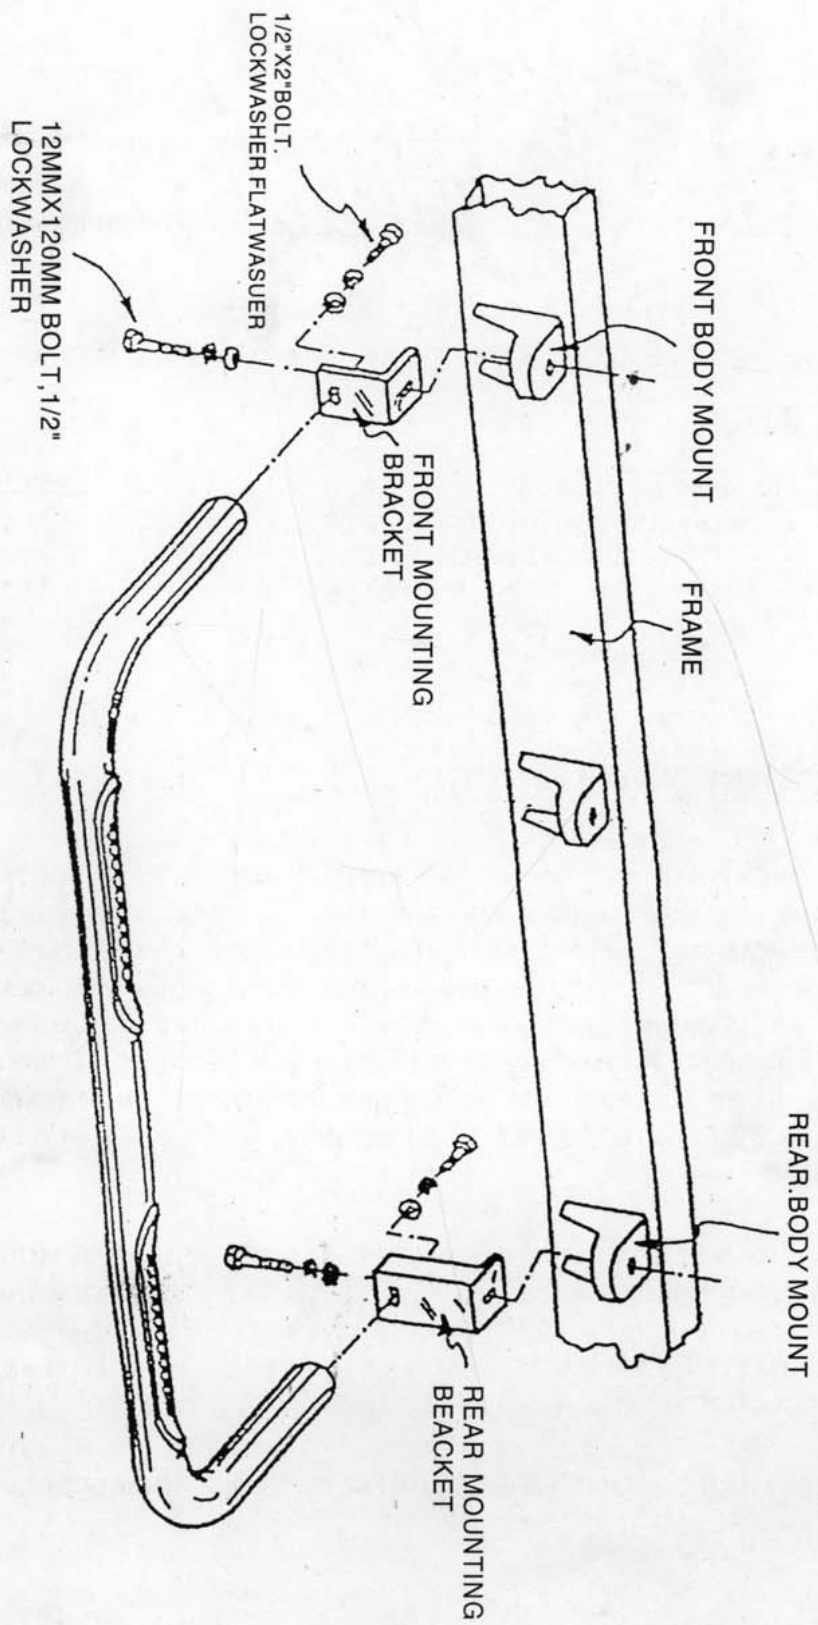 FRONT BODY MOUNT
FRAME
REAR.BODY MOUNT
1/2"X2"BOLT.
LOCKWASHER FLATWASUER
FRONT MOUNTING
BRACKET
12MMX120MM BOLT,1/2"
LOCKWASHER
REAR MOUNTING
BEACKET